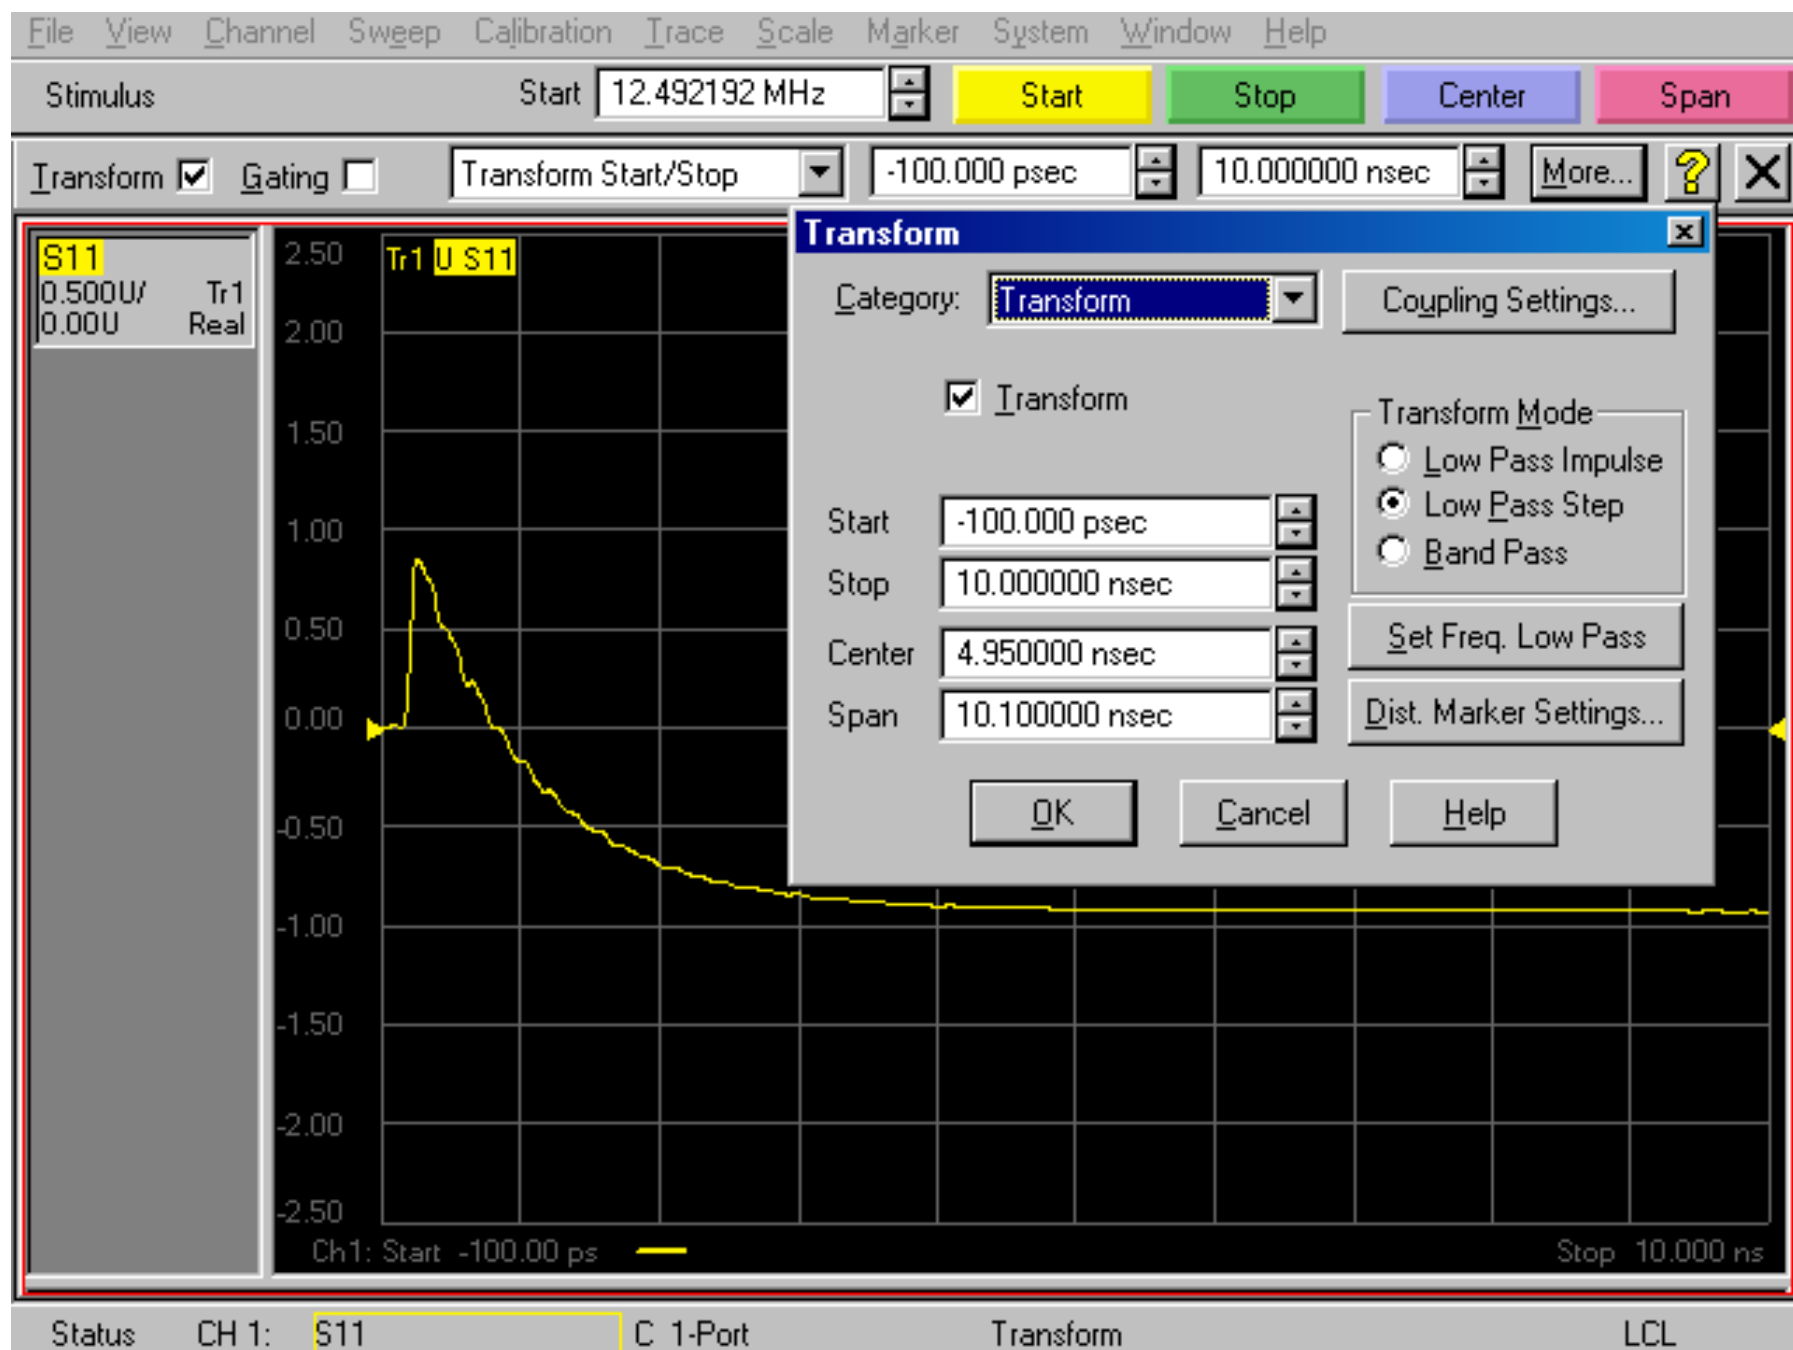 File View Channel Sweep Calibration Trace Scale Marker System Window Help
Stimulus Start 12.492192 MHz Start Stop Center Span
Transform Gating Transform Start/Stop -100.000 psec 10.000000 nsec More... ?
Transform
S11
0.500U/ Tr1
0.00U Real
Tr1 U S11
2.50
2.00
1.50
1.00
0.50
0.00
-0.50
-1.00
-1.50
-2.00
-2.50
Category: Transform Coupling Settings...
Transform
Transform Mode
Low Pass Impulse
Low Pass Step
Band Pass
Start -100.000 psec
Stop 10.000000 nsec
Center 4.950000 nsec
Span 10.100000 nsec
Set Freq. Low Pass
Dist. Marker Settings...
OK Cancel Help
Ch1: Start -100.00 ps Stop 10.000 ns
Status CH 1: S11 C 1-Port Transform LCL